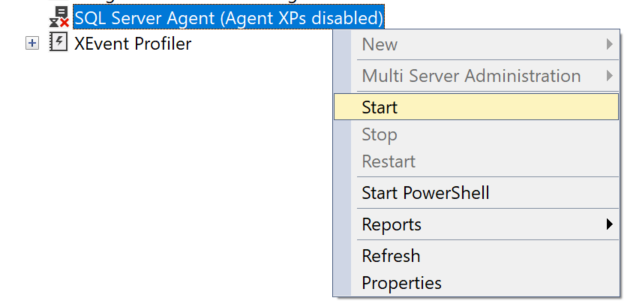 SQL Server Agent (Agent XPs disabled)
XEvent Profiler
New
Multi Server Administration
Start
Stop
Restart
Start PowerShell
Reports
Refresh
Properties